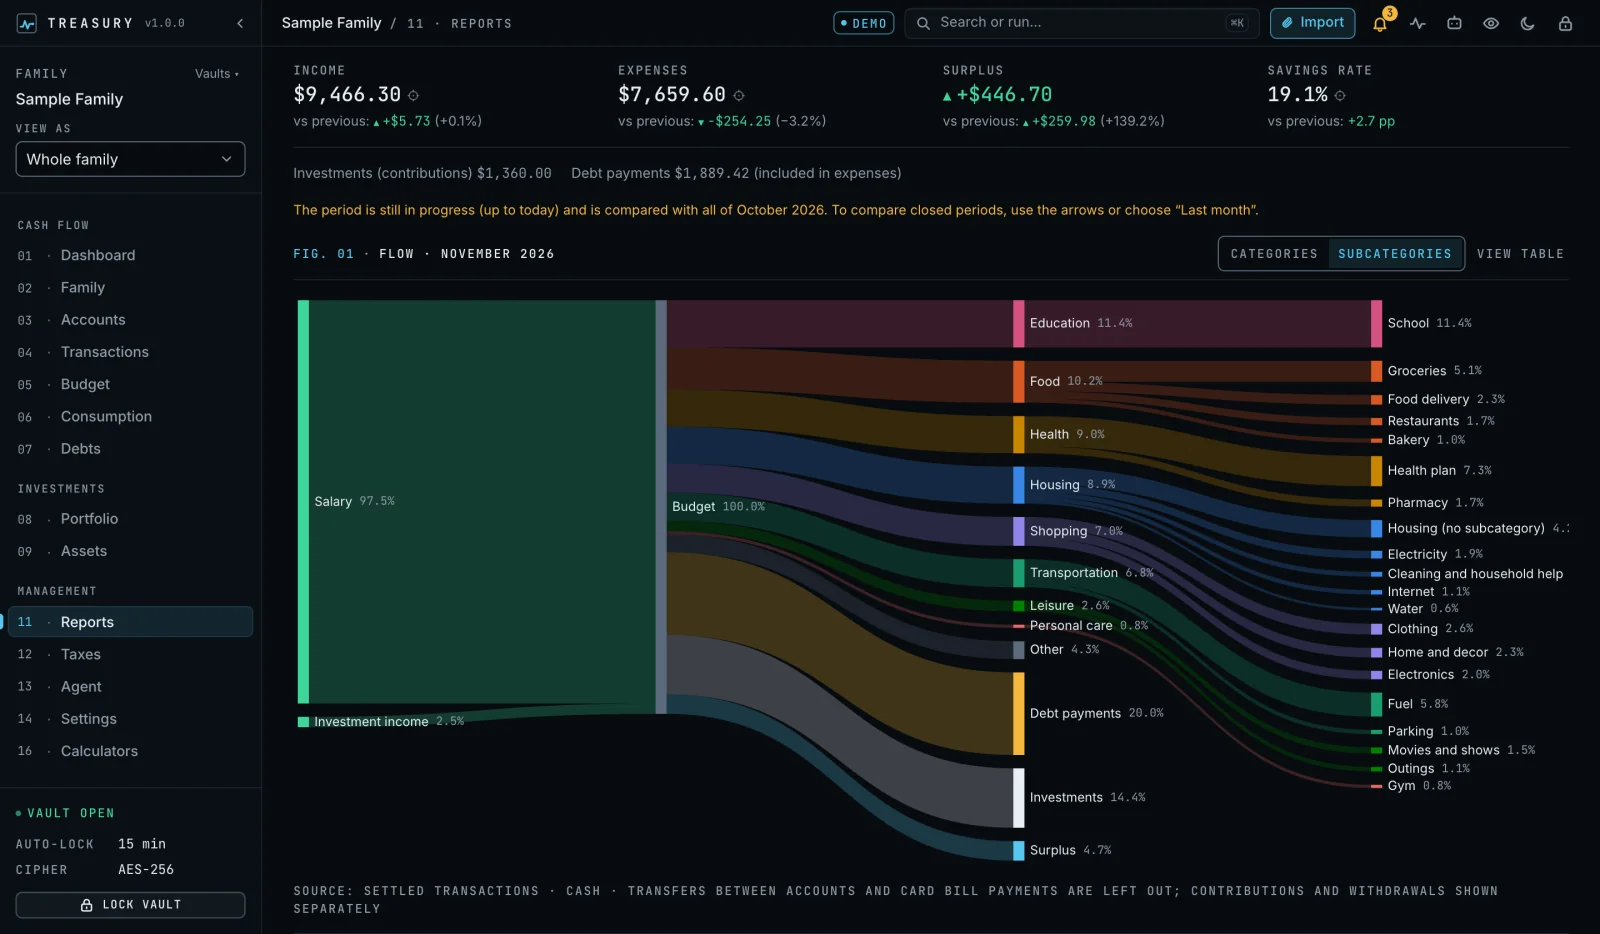 TREASURY v1.0.0
Sample Family / 11 · REPORTS
DEMO
Search or run...
⌘K
Import
3
FAMILY
Vaults
Sample Family
VIEW AS
Whole family
CASH FLOW
01 · Dashboard
02 · Family
03 · Accounts
04 · Transactions
05 · Budget
06 · Consumption
07 · Debts
INVESTMENTS
08 · Portfolio
09 · Assets
MANAGEMENT
11 · Reports
12 · Taxes
13 · Agent
14 · Settings
16 · Calculators
VAULT OPEN
AUTO-LOCK 15 min
CIPHER AES-256
LOCK VAULT
INCOME
$9,466.30
vs previous: ▲ +$5.73 (+0.1%)
EXPENSES
$7,659.60
vs previous: ▼ -$254.25 (−3.2%)
SURPLUS
▲ +$446.70
vs previous: ▲ +$259.98 (+139.2%)
SAVINGS RATE
19.1%
vs previous: +2.7 pp
Investments (contributions) $1,360.00 Debt payments $1,889.42 (included in expenses)
The period is still in progress (up to today) and is compared with all of October 2026. To compare closed periods, use the arrows or choose “Last month”.
FIG. 01 · FLOW · NOVEMBER 2026
CATEGORIES
SUBCATEGORIES
VIEW TABLE
Salary 97.5%
Investment income 2.5%
Budget 100.0%
Education 11.4%
Food 10.2%
Health 9.0%
Housing 8.9%
Shopping 7.0%
Transportation 6.8%
Leisure 2.6%
Personal care 0.8%
Other 4.3%
Debt payments 20.0%
Investments 14.4%
Surplus 4.7%
School 11.4%
Groceries 5.1%
Food delivery 2.3%
Restaurants 1.7%
Bakery 1.0%
Health plan 7.3%
Pharmacy 1.7%
Housing (no subcategory)
Electricity 1.9%
Cleaning and household help
Internet 1.1%
Water 0.6%
Clothing 2.6%
Home and decor 2.3%
Electronics 2.0%
Fuel 5.8%
Parking 1.0%
Movies and shows 1.5%
Outings 1.1%
Gym 0.8%
SOURCE: SETTLED TRANSACTIONS · CASH · TRANSFERS BETWEEN ACCOUNTS AND CARD BILL PAYMENTS ARE LEFT OUT; CONTRIBUTIONS AND WITHDRAWALS SHOWN
SEPARATELY